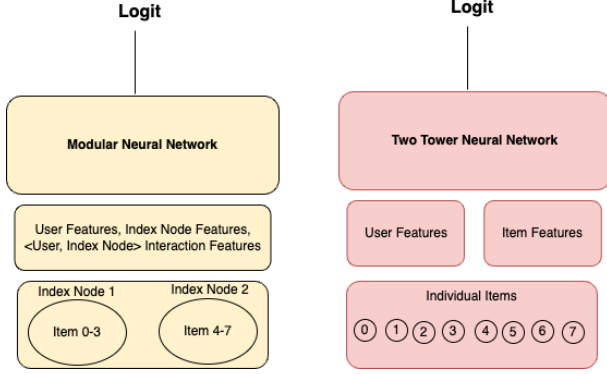 Logit
Modular Neural Network
User Features, Index Node Features,
<User, Index Node> Interaction Features
Index Node 1
Index Node 2
Item 0-3
Item 4-7
Logit
Two Tower Neural Network
User Features
Item Features
Individual Items
0 1 2 3 4 5 6 7